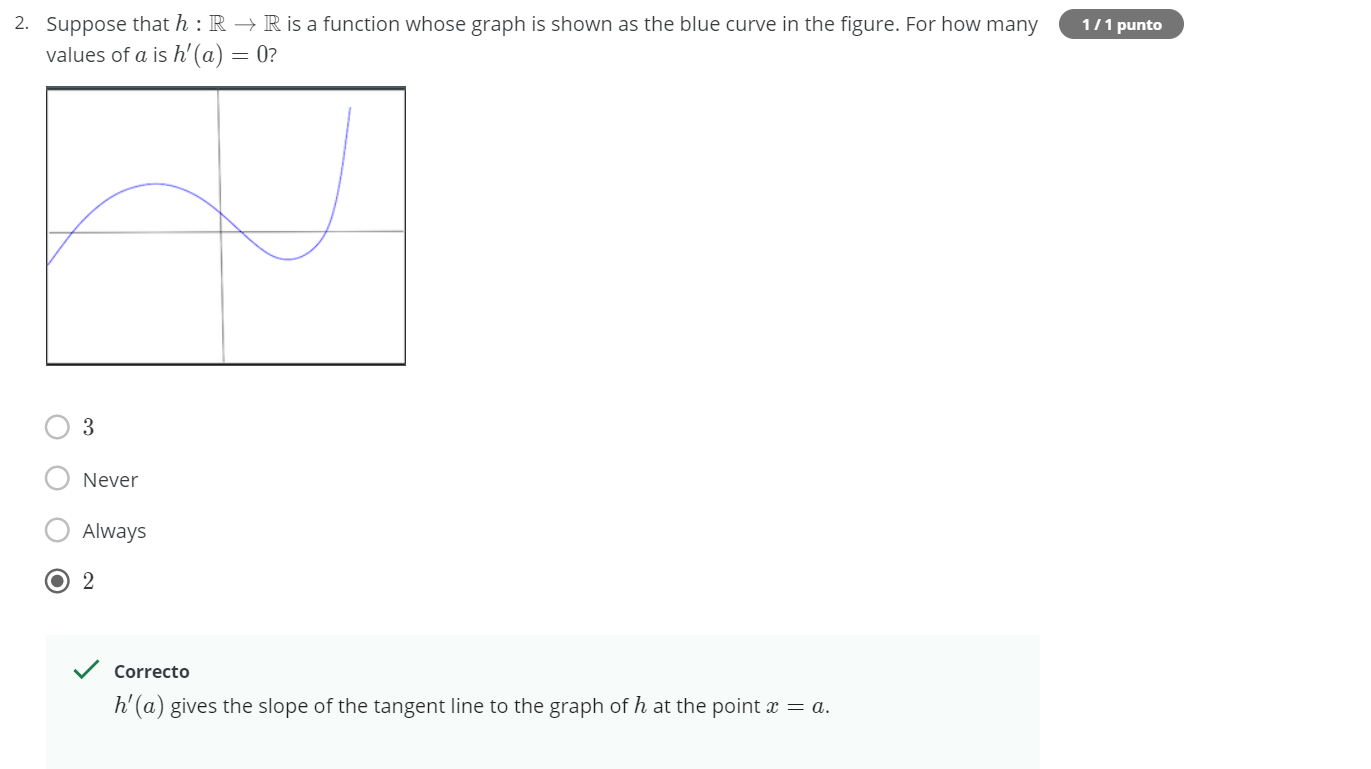 2. Suppose that h : ℝ → ℝ is a function whose graph is shown as the blue curve in the figure. For how many 1 / 1 punto
values of a is h′(a) = 0?
3
Never
Always
2
Correcto
h′(a) gives the slope of the tangent line to the graph of h at the point x = a.